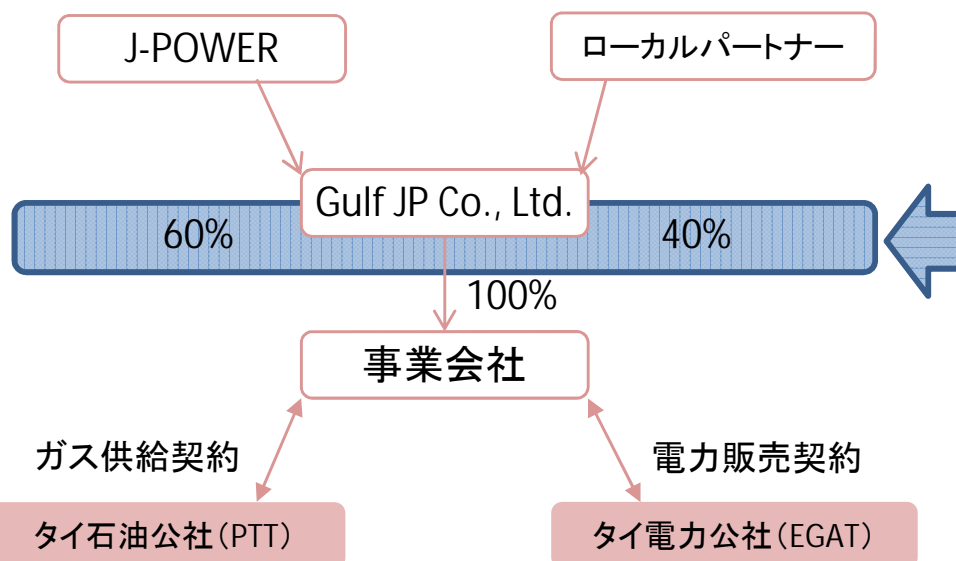 J-POWER
ローカルパートナー
Gulf JP Co., Ltd.
60%
40%
100%
事業会社
ガス供給契約
電力販売契約
タイ石油公社(PTT)
タイ電力公社(EGAT)